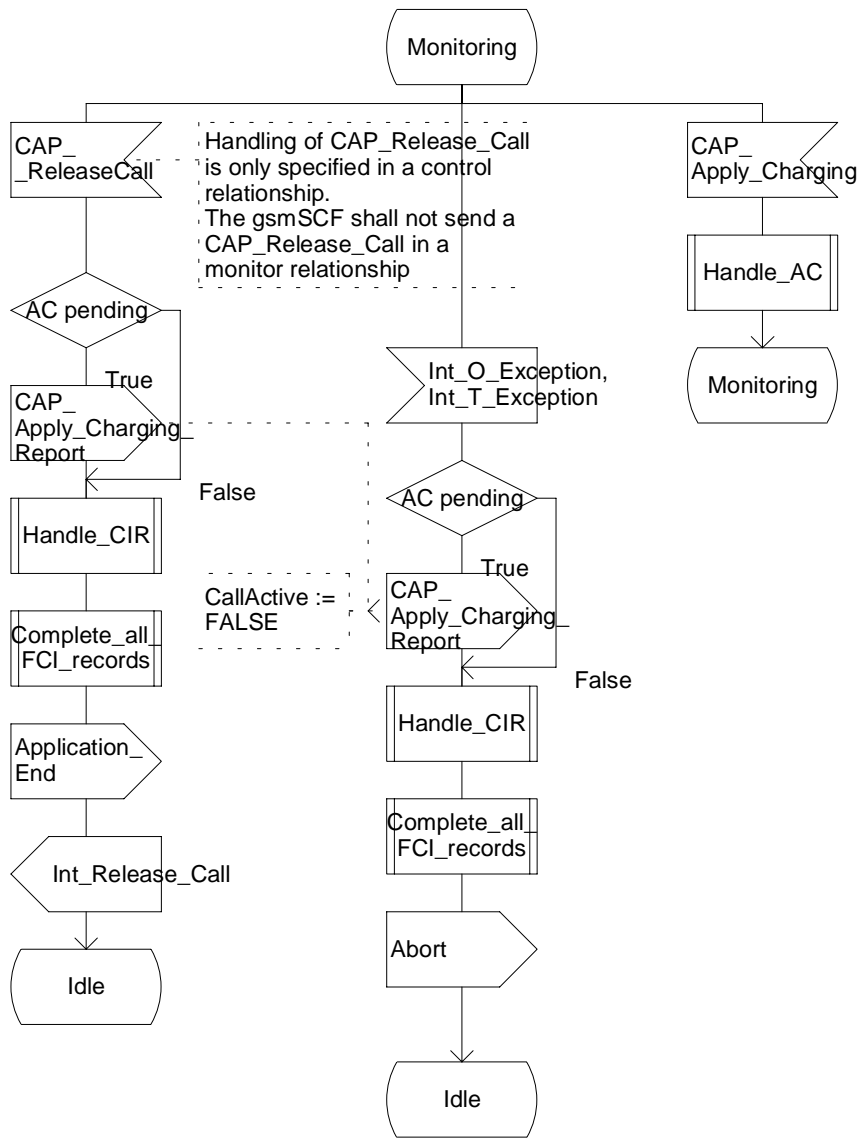 Monitoring
CAP_
_ReleaseCall
Handling of CAP_Release_Call
is only specified in a control
relationship.
The gsmSCF shall not send a
CAP_Release_Call in a
monitor relationship
CAP_
Apply_Charging
Handle_AC
Monitoring
AC pending
True
CAP_
Apply_Charging_
Report
False
Handle_CIR
Complete_all_
FCI_records
Application_
End
Int_Release_Call
Idle
Int_O_Exception,
Int_T_Exception
AC pending
True
CallActive :=
FALSE
CAP_
Apply_Charging_
Report
False
Handle_CIR
Complete_all_
FCI_records
Abort
Idle